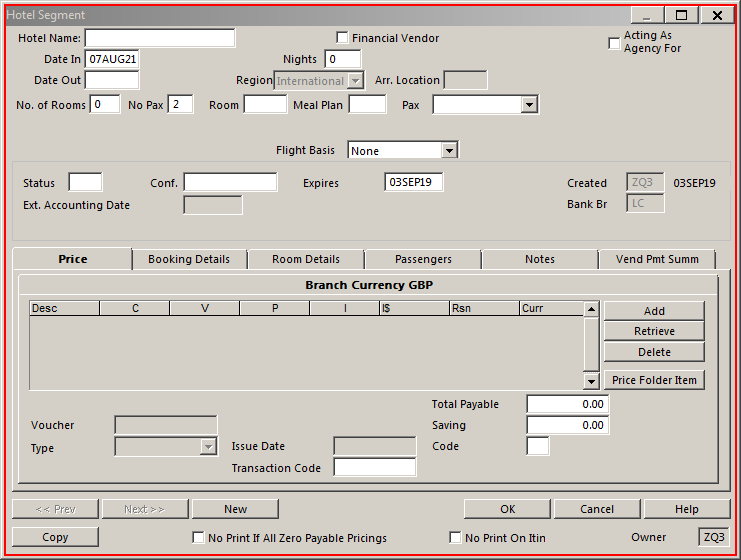 Hotel Segment
Hotel Name: Financial Vendor Acting As
Agency For
Date In 07AUG21 Nights 0
Date Out Region International Arr. Location
No. of Rooms 0 No Pax 2 Room Meal Plan Pax
Flight Basis None
Status Conf. Expires 03SEP19 Created ZQ3 03SEP19
Ext. Accounting Date Bank Br LC
Price Booking Details Room Details Passengers Notes Vend Pmt Summ
Branch Currency GBP
Desc C V P I I$ Rsn Curr
Add
Retrieve
Delete
Price Folder Item
Total Payable 0.00
Voucher Saving 0.00
Type Issue Date Code
Transaction Code
<< Prev Next >> New OK Cancel Help
Copy No Print If All Zero Payable Pricings No Print On Itin Owner ZQ3